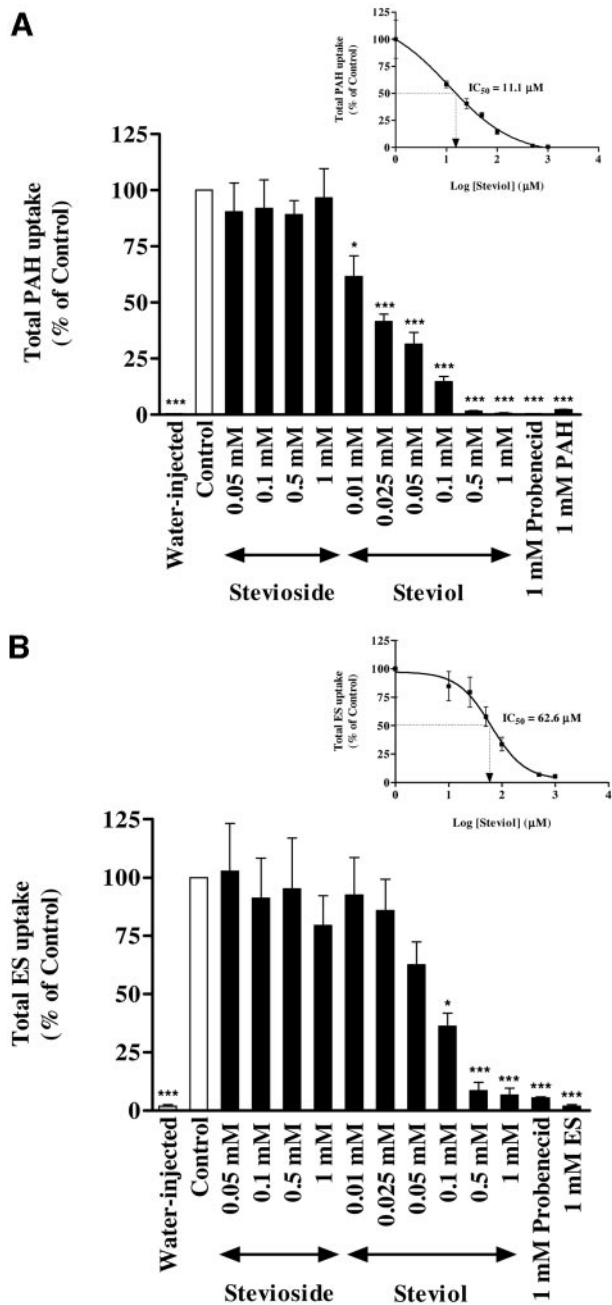 A
Total PAH uptake
(% of Control)
125
100
75
50
25
0
IC50 = 11.1 μM
0
1
2
3
4
Log [Steviol] (μM)
Total PAH uptake
(% of Control)
125
100
75
50
25
0
***
*
***
***
***
***
***
***
***
Water-injected
Control
0.05 mM
0.1 mM
0.5 mM
1 mM
0.01 mM
0.025 mM
0.05 mM
0.1 mM
0.5 mM
1 mM
1 mM Probenecid
1 mM PAH
Stevioside
Steviol
B
Total ES uptake
(% of Control)
125
100
75
50
25
0
IC50 = 62.6 μM
0
1
2
3
4
Log [Steviol] (μM)
Total ES uptake
(% of Control)
125
100
75
50
25
0
***
*
***
***
***
***
Water-injected
Control
0.05 mM
0.1 mM
0.5 mM
1 mM
0.01 mM
0.025 mM
0.05 mM
0.1 mM
0.5 mM
1 mM
1 mM Probenecid
1 mM ES
Stevioside
Steviol